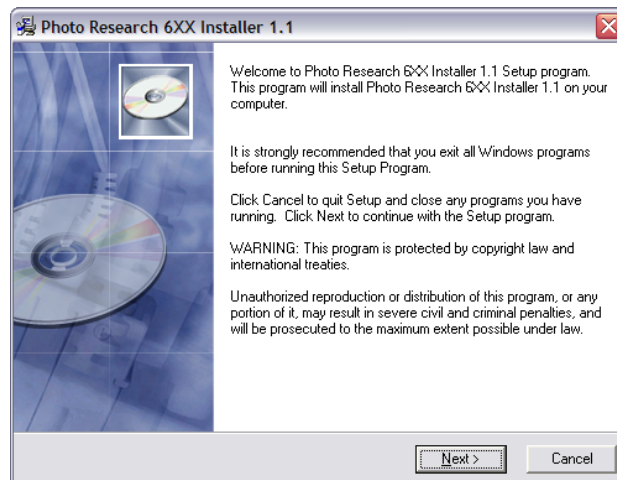 Photo Research 6XX Installer 1.1
Welcome to Photo Research 6XX Installer 1.1 Setup program.
This program will install Photo Research 6XX Installer 1.1 on your
computer.
It is strongly recommended that you exit all Windows programs
before running this Setup Program.
Click Cancel to quit Setup and close any programs you have
running. Click Next to continue with the Setup program.
WARNING: This program is protected by copyright law and
international treaties.
Unauthorized reproduction or distribution of this program, or any
portion of it, may result in severe civil and criminal penalties, and
will be prosecuted to the maximum extent possible under law.
Next >
Cancel